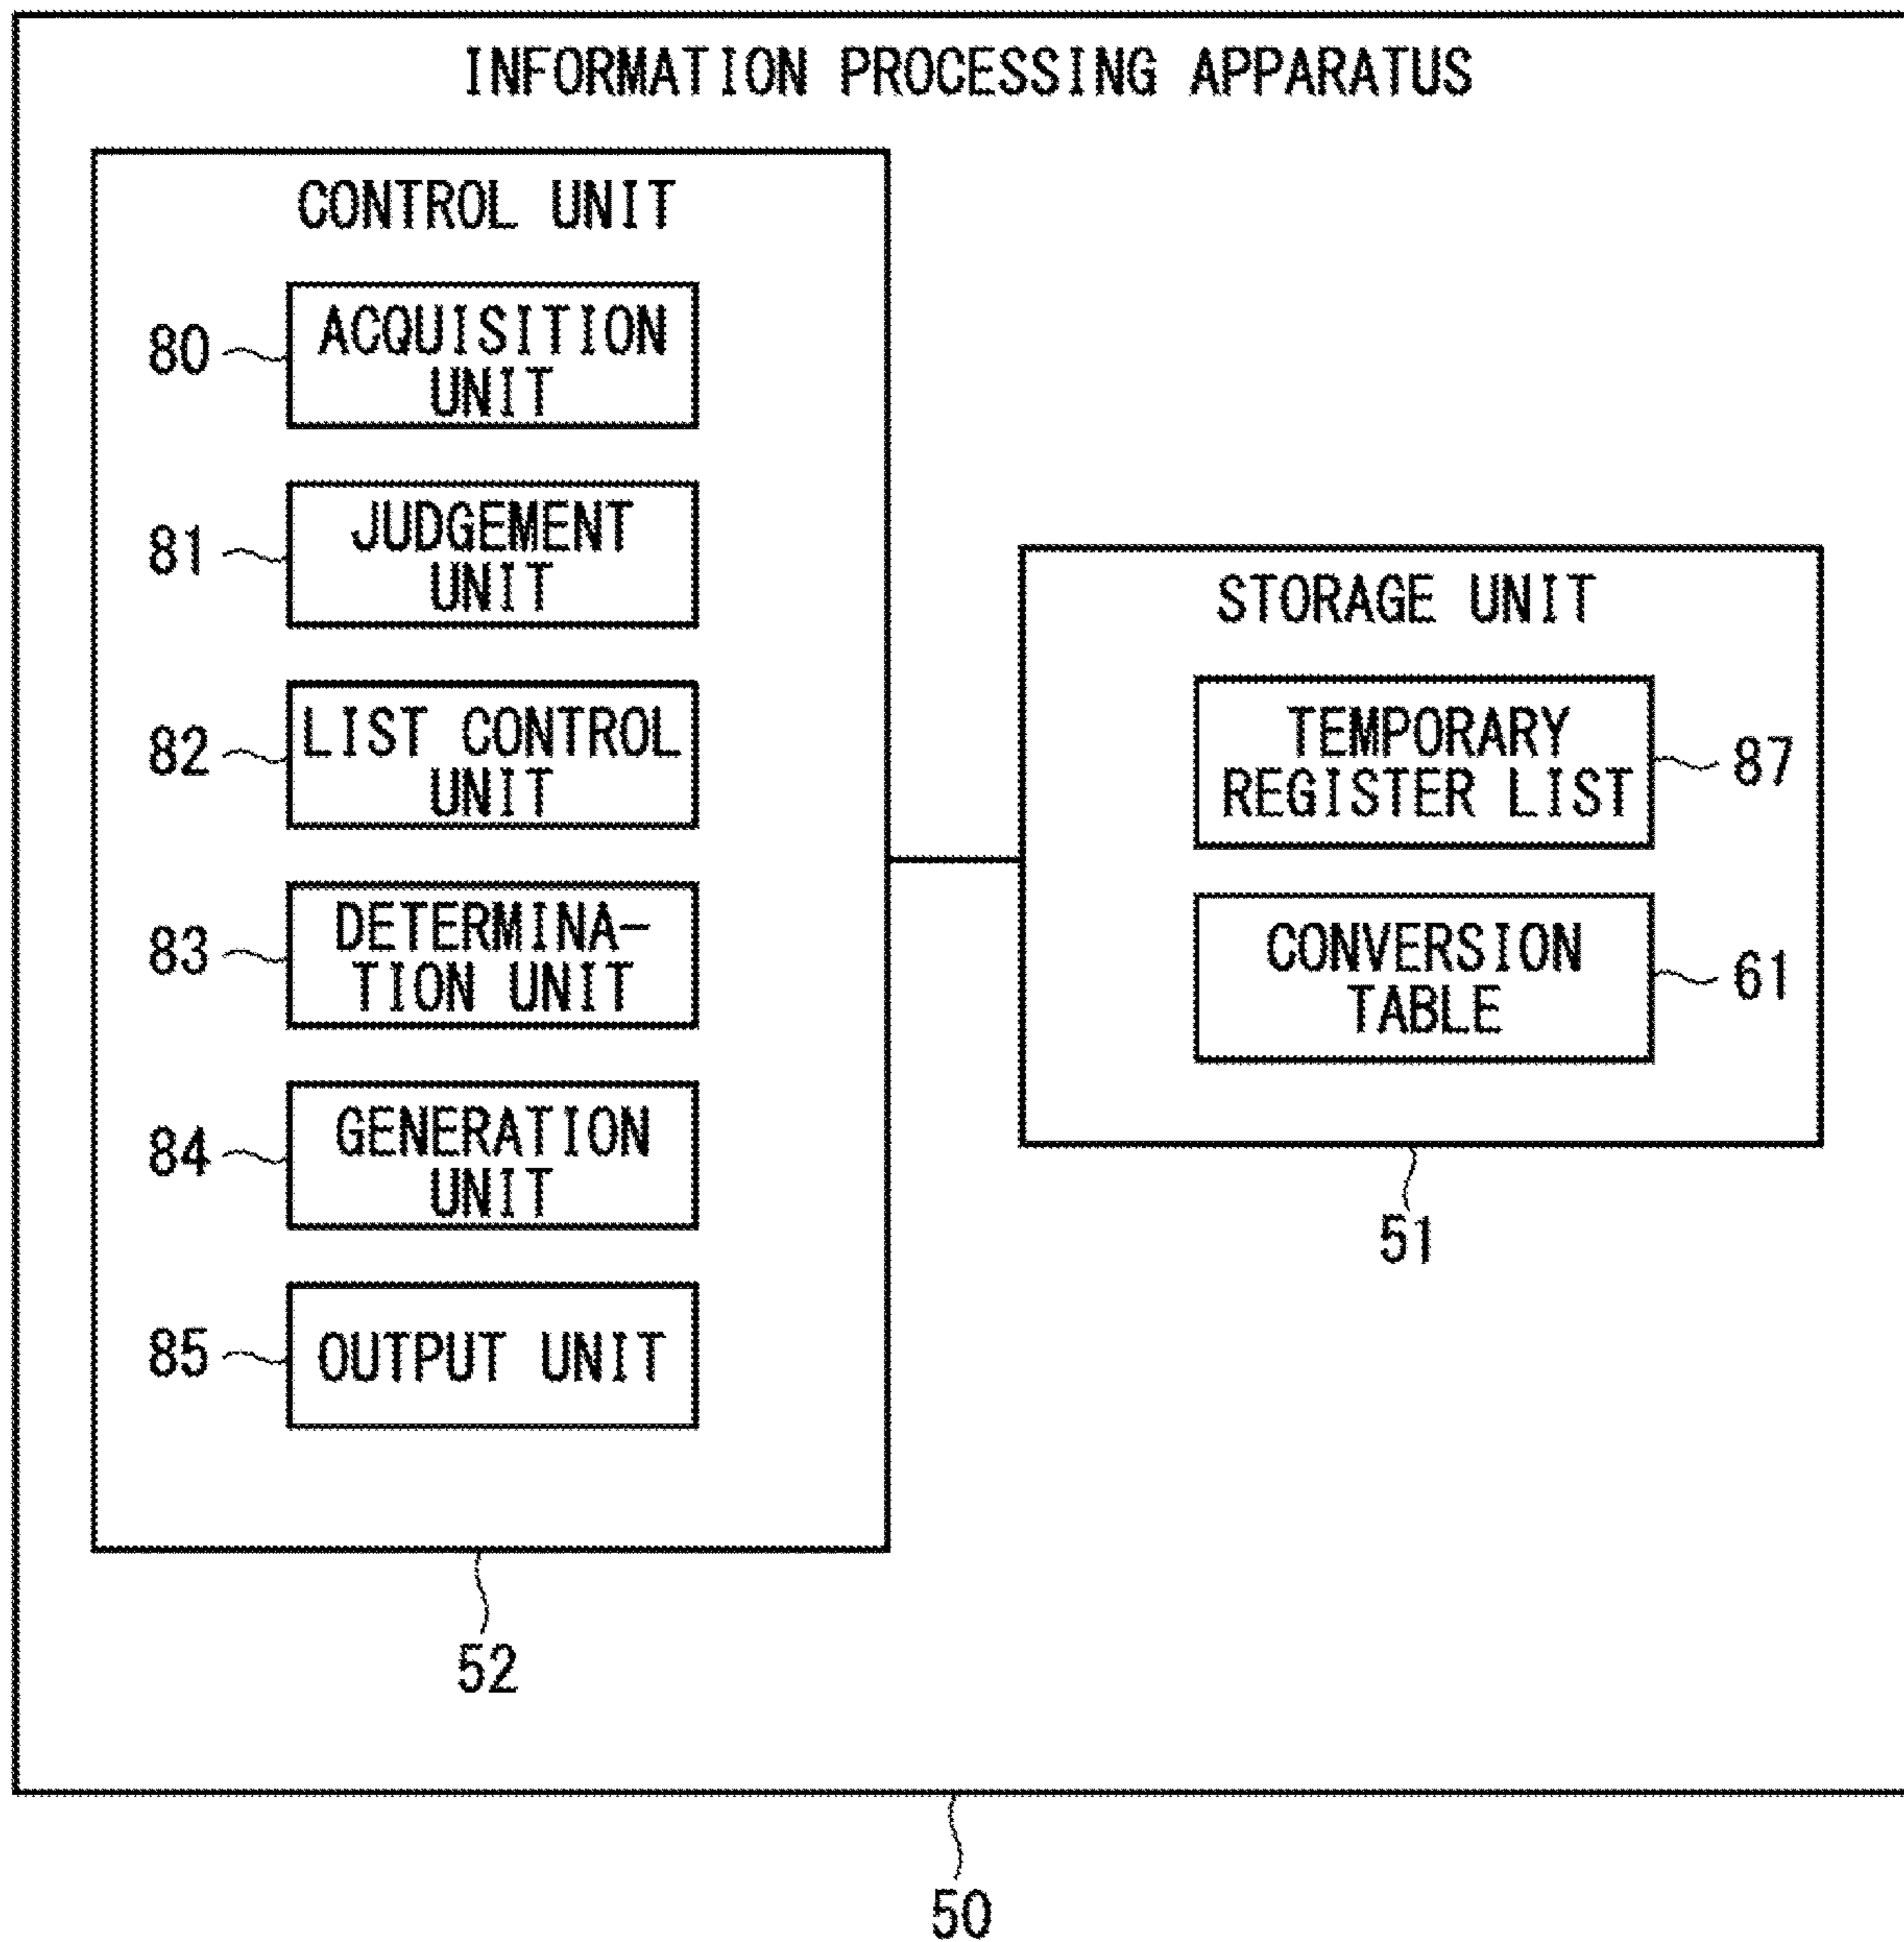 INFORMATION PROCESSING APPARATUS
CONTROL UNIT
80
ACQUISITION
UNIT
81
JUDGEMENT
UNIT
82
LIST CONTROL
UNIT
83
DETERMINA-
TION UNIT
84
GENERATION
UNIT
85
OUTPUT UNIT
52
STORAGE UNIT
TEMPORARY
REGISTER LIST
87
CONVERSION
TABLE
61
51
50